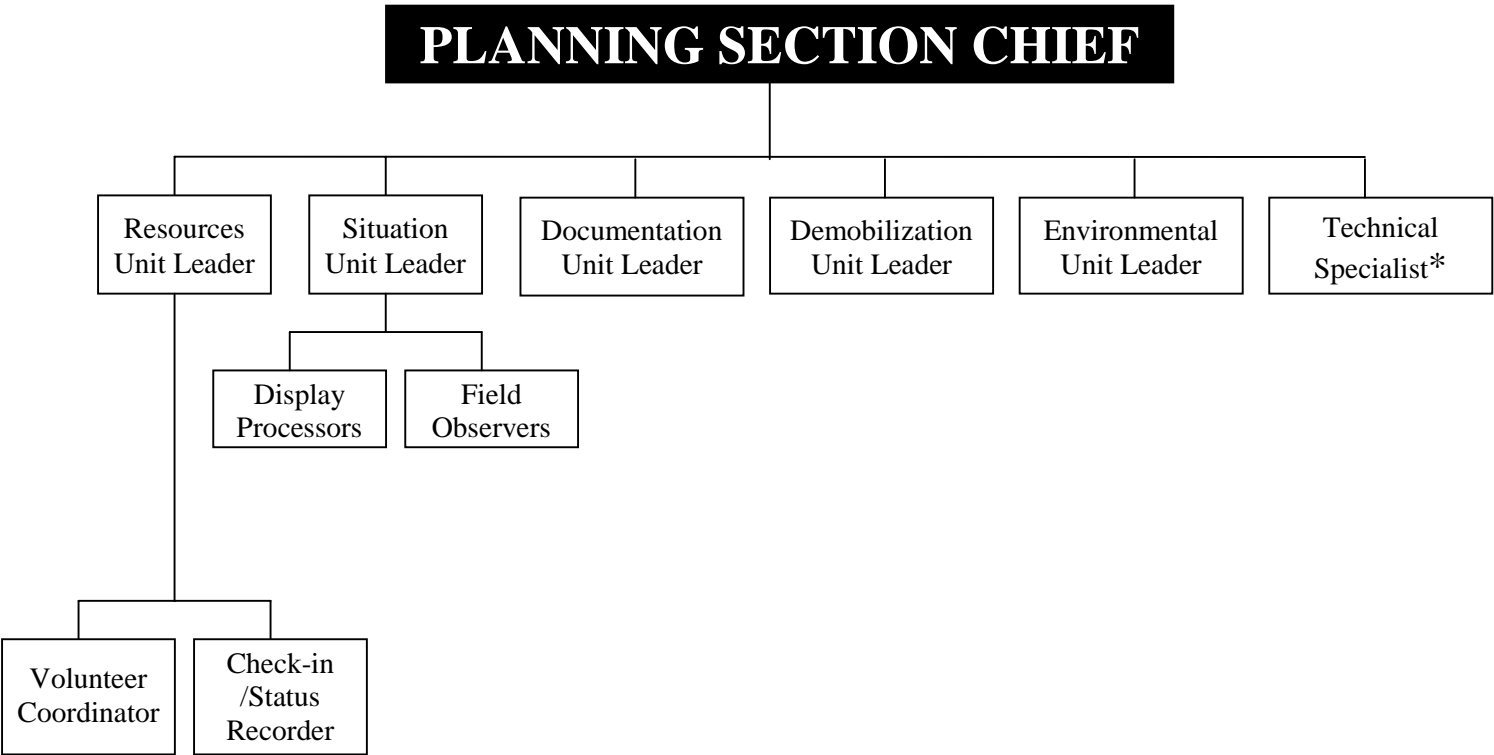 PLANNING SECTION CHIEF
Resources
Unit Leader
Situation
Unit Leader
Documentation
Unit Leader
Demobilization
Unit Leader
Environmental
Unit Leader
Technical
Specialist*
Display
Processors
Field
Observers
Volunteer
Coordinator
Check-in
/Status
Recorder